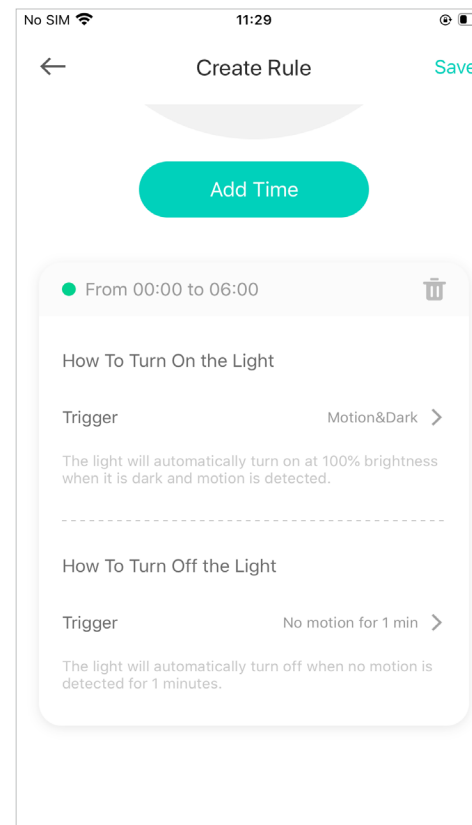 No SIM 11:29
Create Rule Save
Add Time
From 00:00 to 06:00
How To Turn On the Light
Trigger Motion&Dark
The light will automatically turn on at 100% brightness
when it is dark and motion is detected.
How To Turn Off the Light
Trigger No motion for 1 min
The light will automatically turn off when no motion is
detected for 1 minutes.